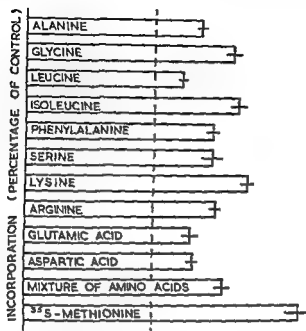 INCORPORATION (PERCENTAGE OF CONTROL)
ALANINE
GLYCINE
LEUCINE
ISOLEUCINE
PHENYLALANINE
SERINE
LYSINE
ARGININE
GLUTAMIC ACID
ASPARTIC ACID
MIXTURE OF AMINO ACIDS
³⁵S-METHIONINE